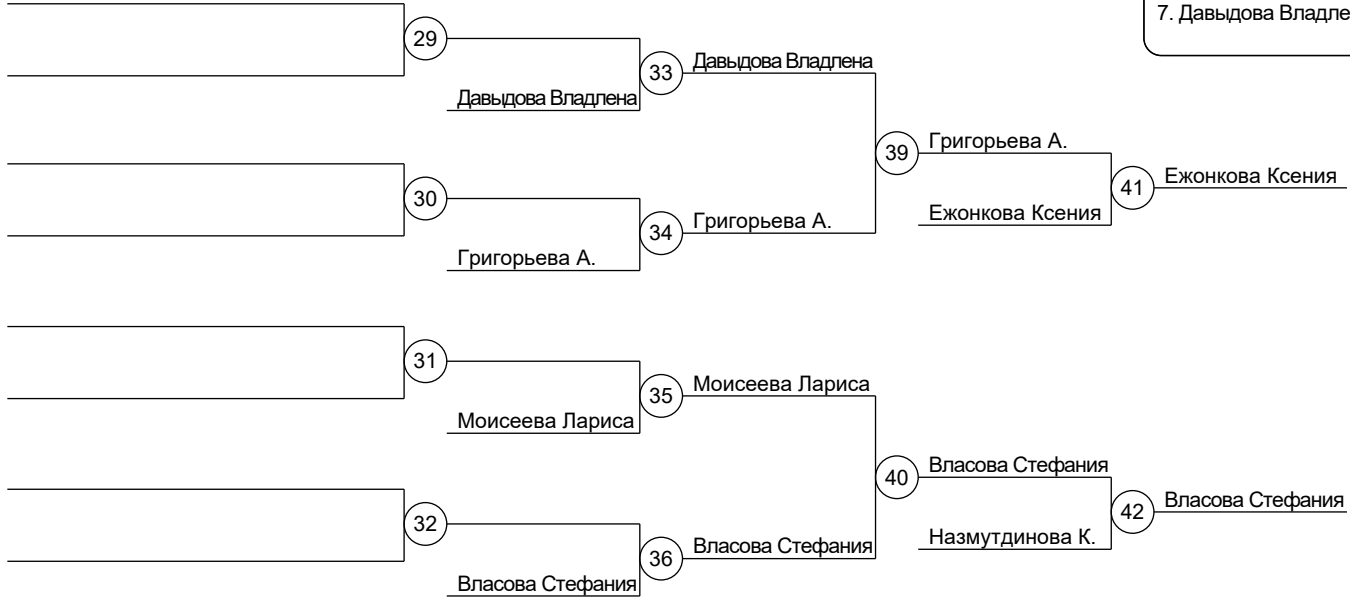 7. Давыдова Владле
29
33
Давыдова Владлена
Давыдова Владлена
39
Григорьева А.
30
34
Григорьева А.
Григорьева А.
Ежонкова Ксения
41
Ежонкова Ксения
31
35
Моисеева Лариса
Моисеева Лариса
40
Власова Стефания
32
36
Власова Стефания
Власова Стефания
Назмутдинова К.
42
Власова Стефания